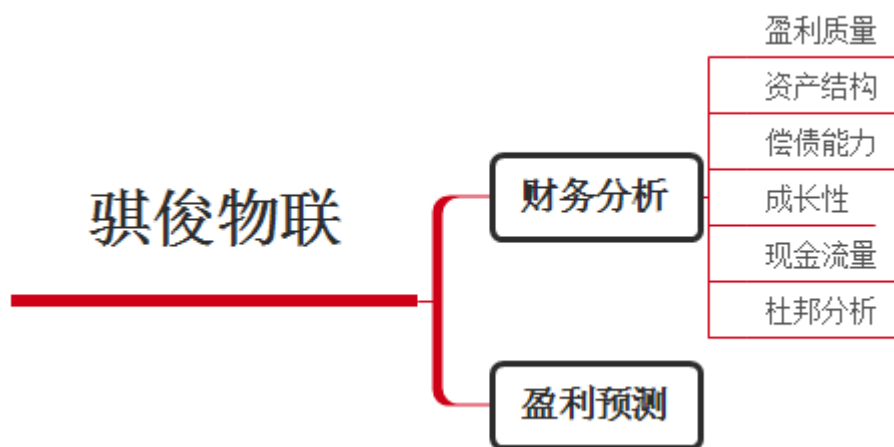 骐俊物联
财务分析
盈利质量
资产结构
偿债能力
成长性
现金流量
杜邦分析
盈利预测